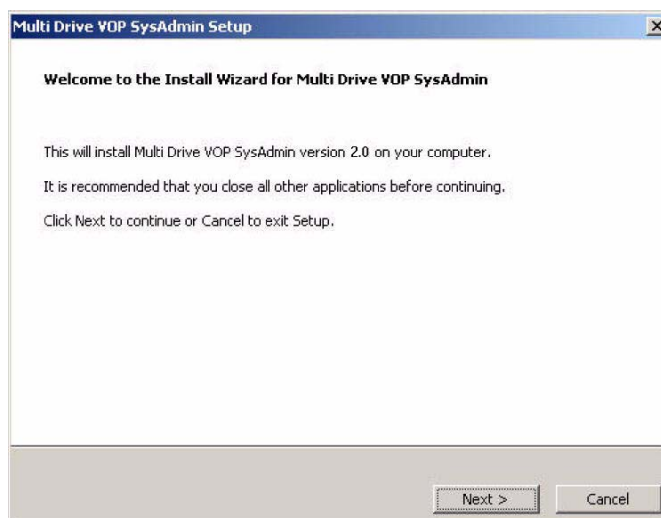 Multi Drive VOP SysAdmin Setup
Welcome to the Install Wizard for Multi Drive VOP SysAdmin
This will install Multi Drive VOP SysAdmin version 2.0 on your computer.
It is recommended that you close all other applications before continuing.
Click Next to continue or Cancel to exit Setup.
Next >
Cancel